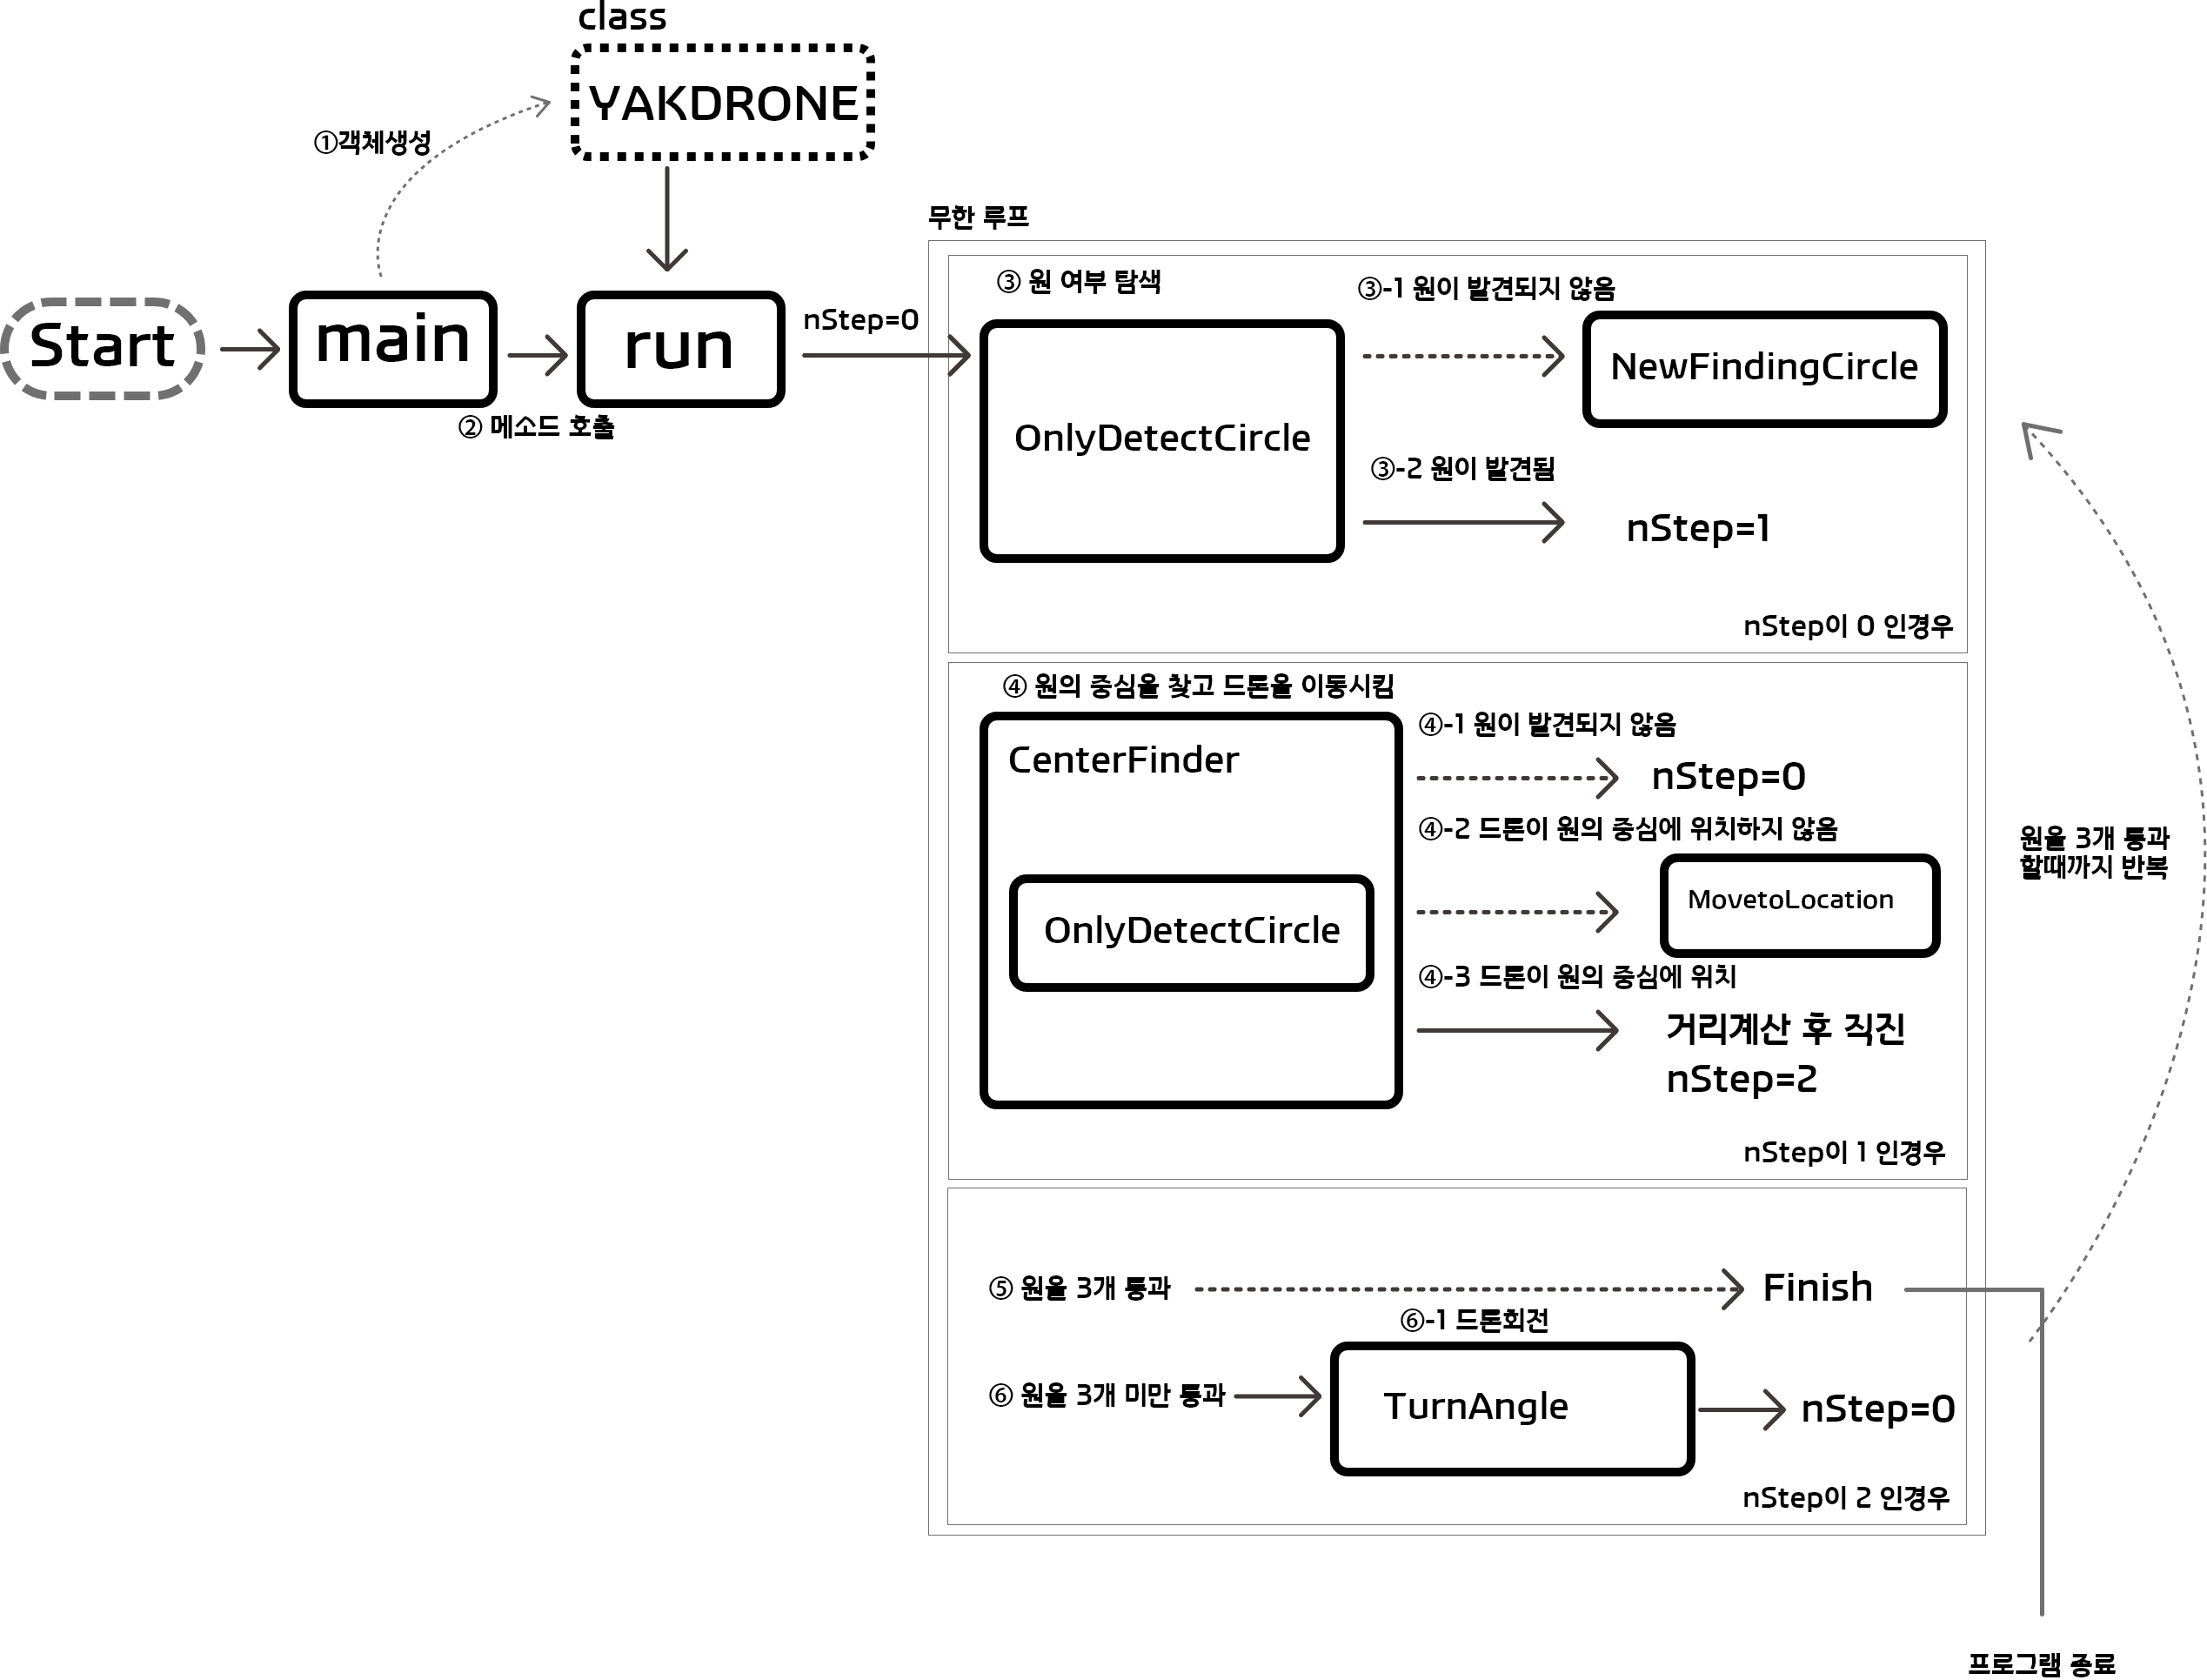 class
YAKDRONE
①객체생성
무한 루프
Start
main
run
② 메소드 호출
nStep=0
③ 원 여부 탐색
OnlyDetectCircle
③-1 원이 발견되지 않음
NewFindingCircle
③-2 원이 발견됨
nStep=1
nStep이 0 인경우
④ 원의 중심을 찾고 드론을 이동시킴
CenterFinder
OnlyDetectCircle
④-1 원이 발견되지 않음
nStep=0
④-2 드론이 원의 중심에 위치하지 않음
MovetoLocation
④-3 드론이 원의 중심에 위치
거리계산 후 직진
nStep=2
nStep이 1 인경우
원을 3개 통과
할때까지 반복
⑤ 원을 3개 통과
Finish
⑥-1 드론회전
⑥ 원을 3개 미만 통과
TurnAngle
nStep=0
nStep이 2 인경우
프로그램 종료